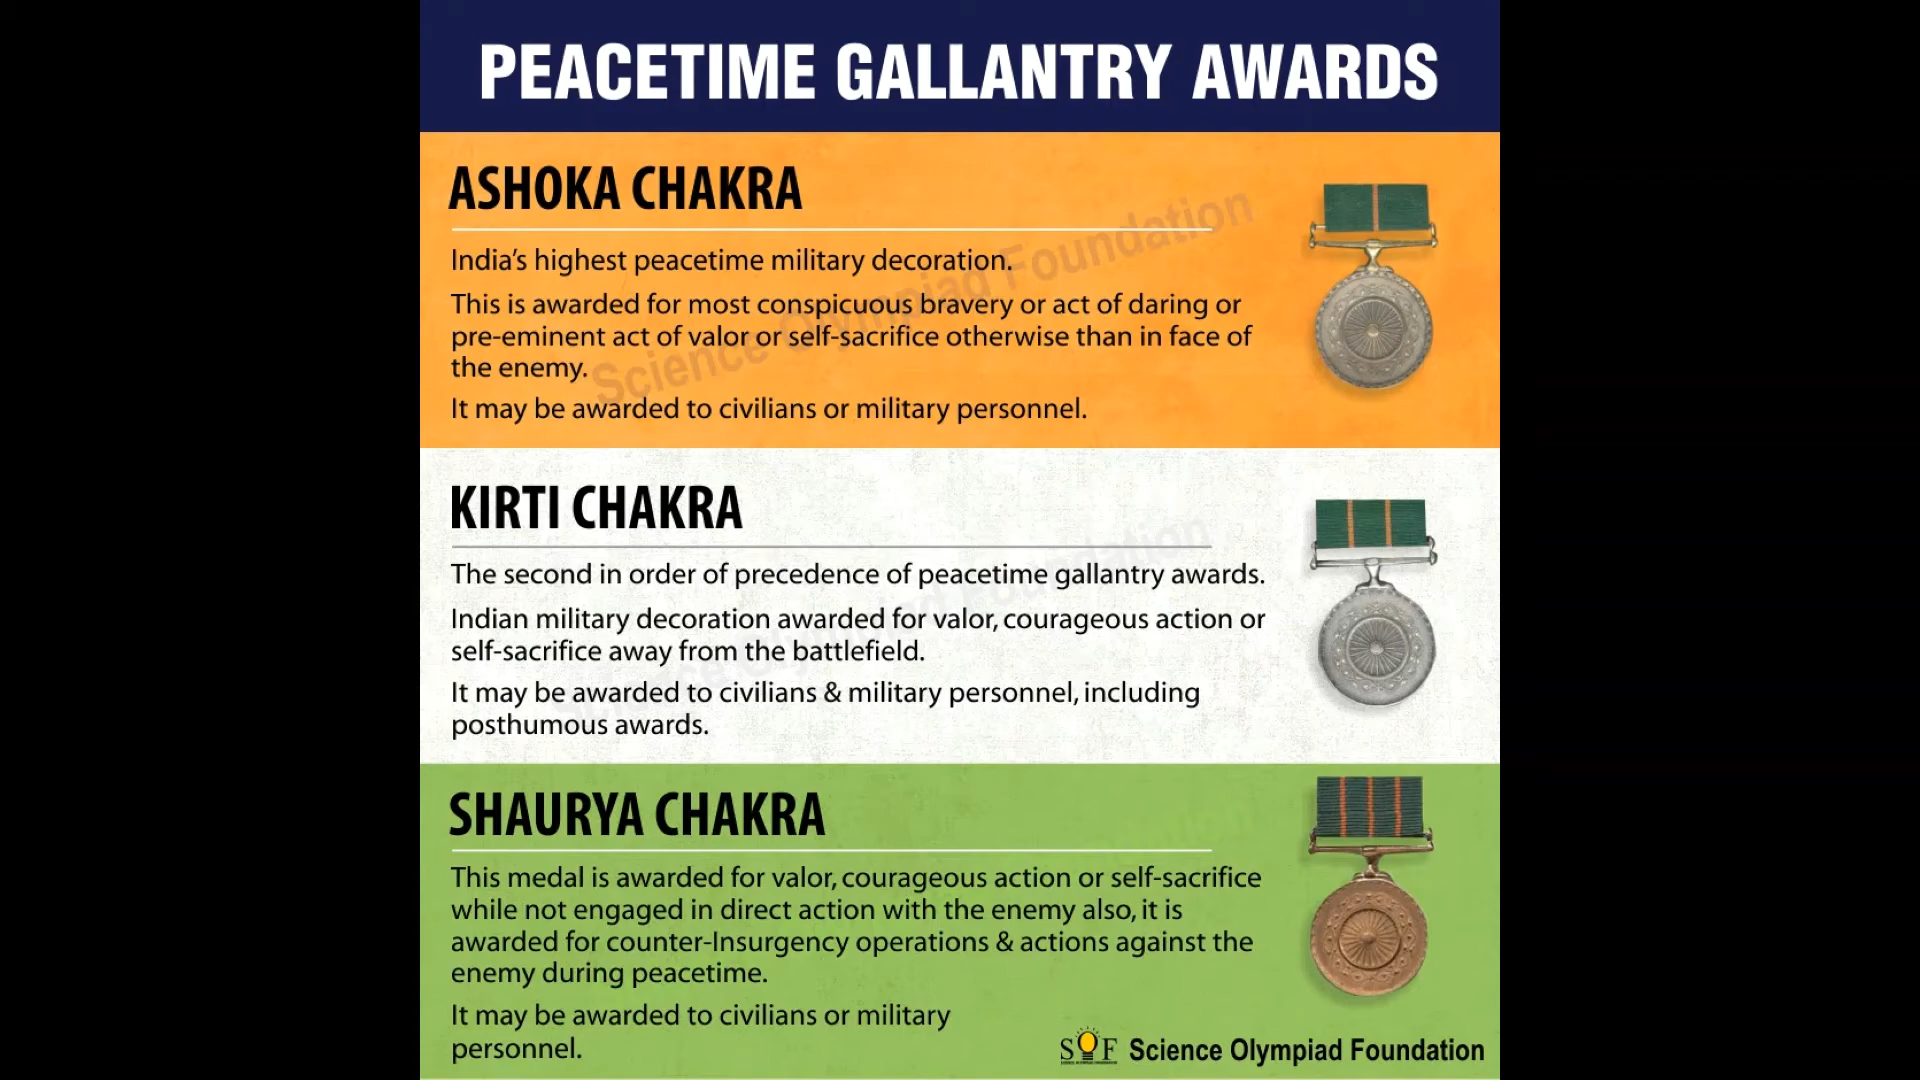 PEACETIME GALLANTRY AWARDS
ASHOKA CHAKRA
India's highest peacetime military decoration.
This is awarded for most conspicuous bravery or act of daring or
pre-eminent act of valor or self-sacrifice otherwise than in face of
the enemy.
It may be awarded to civilians or military personnel.
Science Olympiad Foundation
KIRTI CHAKRA
The second in order of precedence of peacetime gallantry awards.
Indian military decoration awarded for valor, courageous action or
self-sacrifice away from the battlefield.
It may be awarded to civilians & military personnel, including
posthumous awards.
Science Olympiad Foundation
SHAURYA CHAKRA
This medal is awarded for valor, courageous action or self-sacrifice
while not engaged in direct action with the enemy also, it is
awarded for counter-Insurgency operations & actions against the
enemy during peacetime.
It may be awarded to civilians or military
personnel.
SOF Science Olympiad Foundation